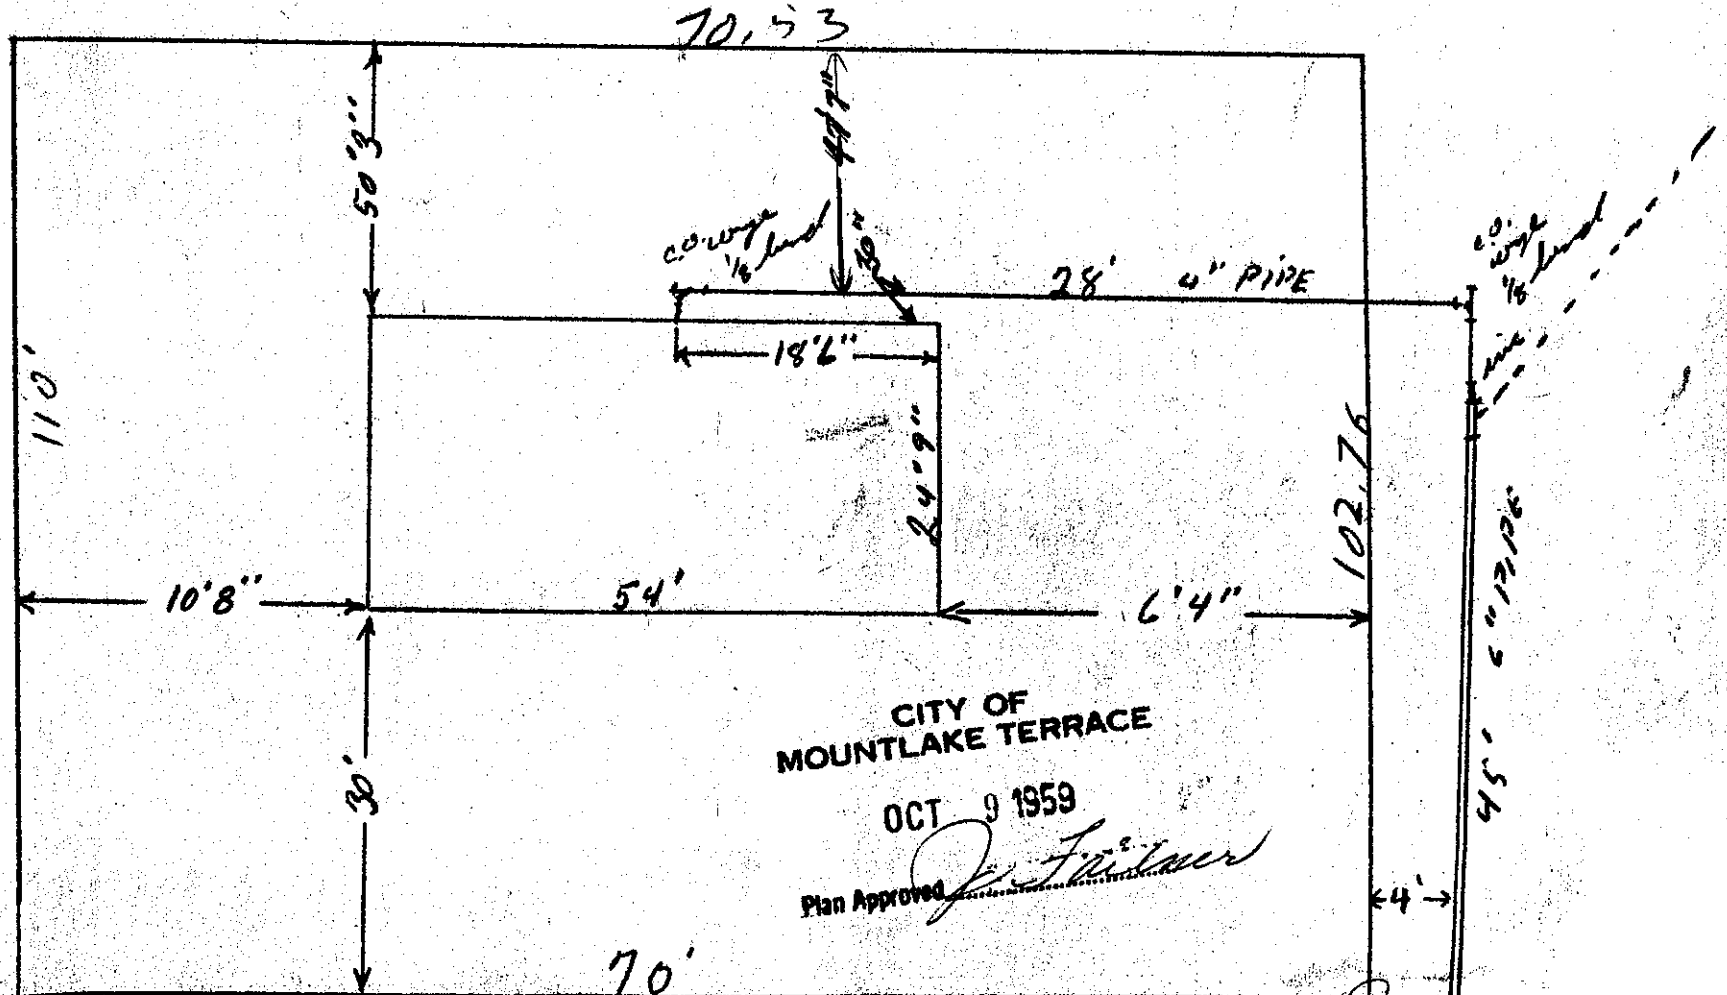 70.53
50'3"
c.o. wye
1/8 bend
30"
28' 4" PiPE
c.o.
wye
1/8 bend
18'6"
110'
24'9"
102.76
10'8"
54'
6'4"
6" PiPE
45'
30'
CITY OF
MOUNTLAKE TERRACE
OCT 9 1959
Plan Approved
4'
70'